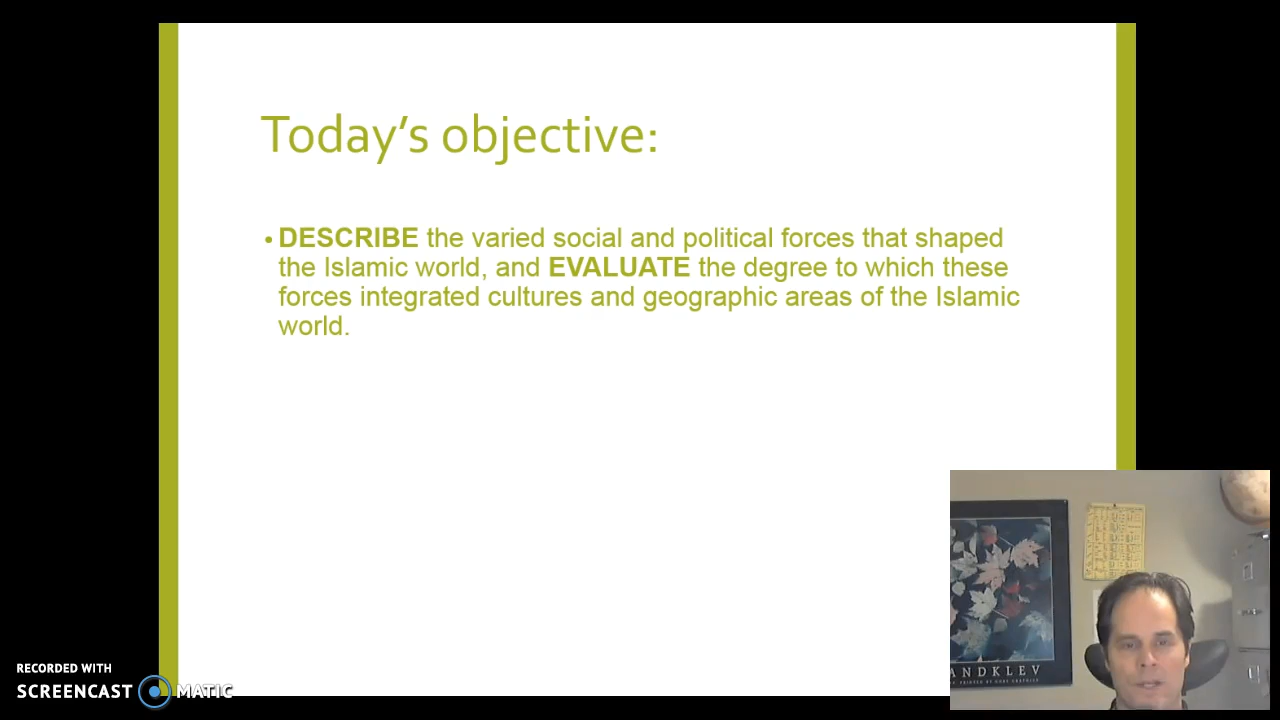 Today's objective:
• DESCRIBE the varied social and political forces that shaped
the Islamic world, and EVALUATE the degree to which these
forces integrated cultures and geographic areas of the Islamic
world.
ANDKLEV
RECORDED WITH
SCREENCAST MATIC